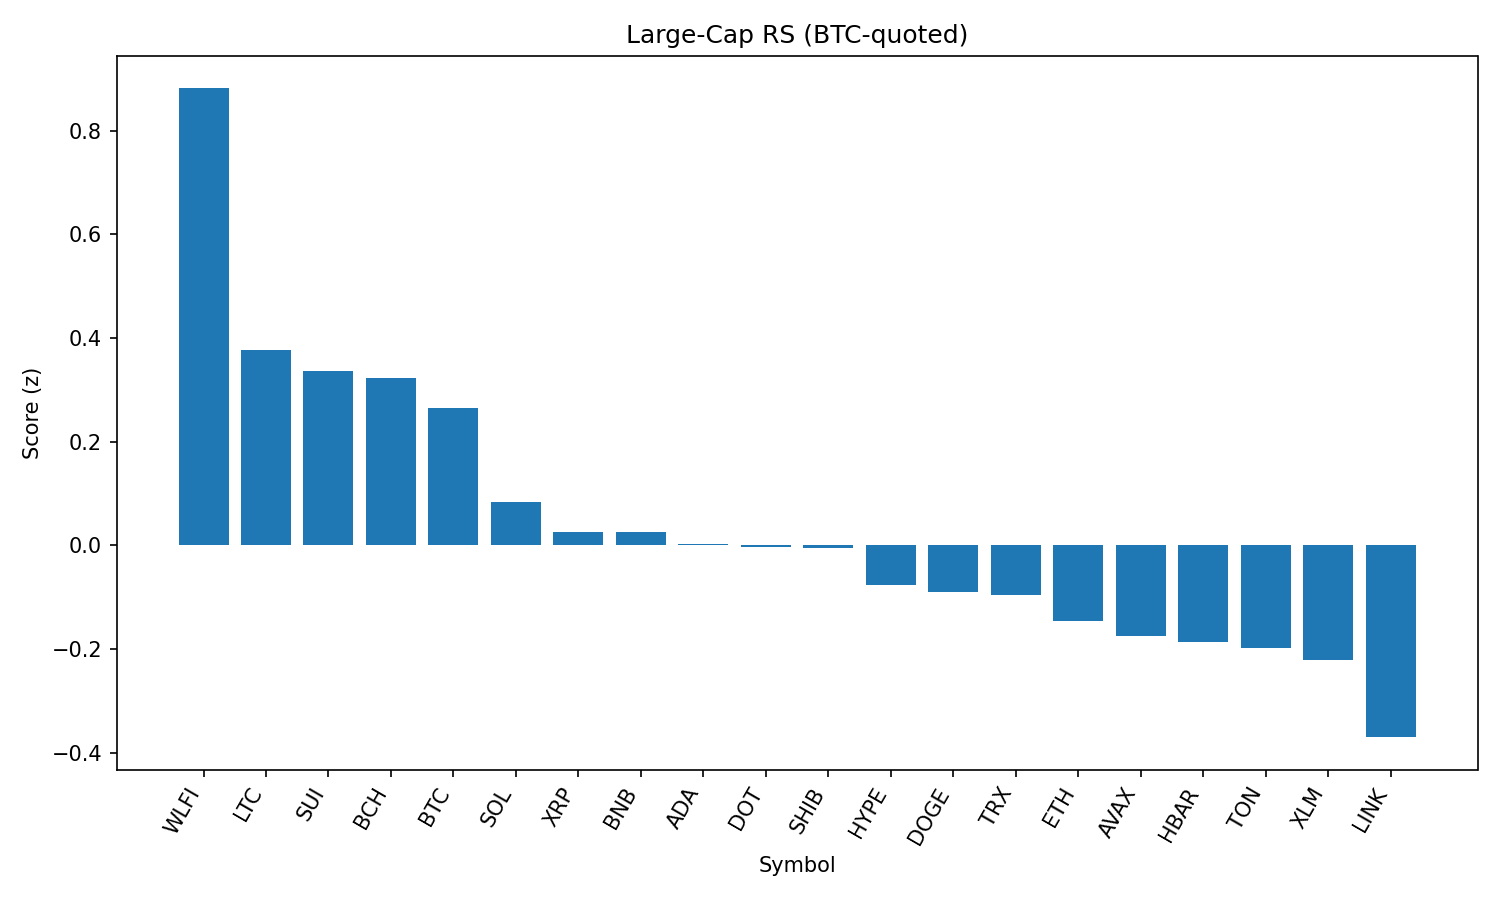 Large-Cap RS (BTC-quoted)
Score (z)
0.8
0.6
0.4
0.2
0.0
−0.2
−0.4
WLFI
LTC
SUI
BCH
BTC
SOL
XRP
BNB
ADA
DOT
SHIB
HYPE
DOGE
TRX
ETH
AVAX
HBAR
TON
XLM
LINK
Symbol